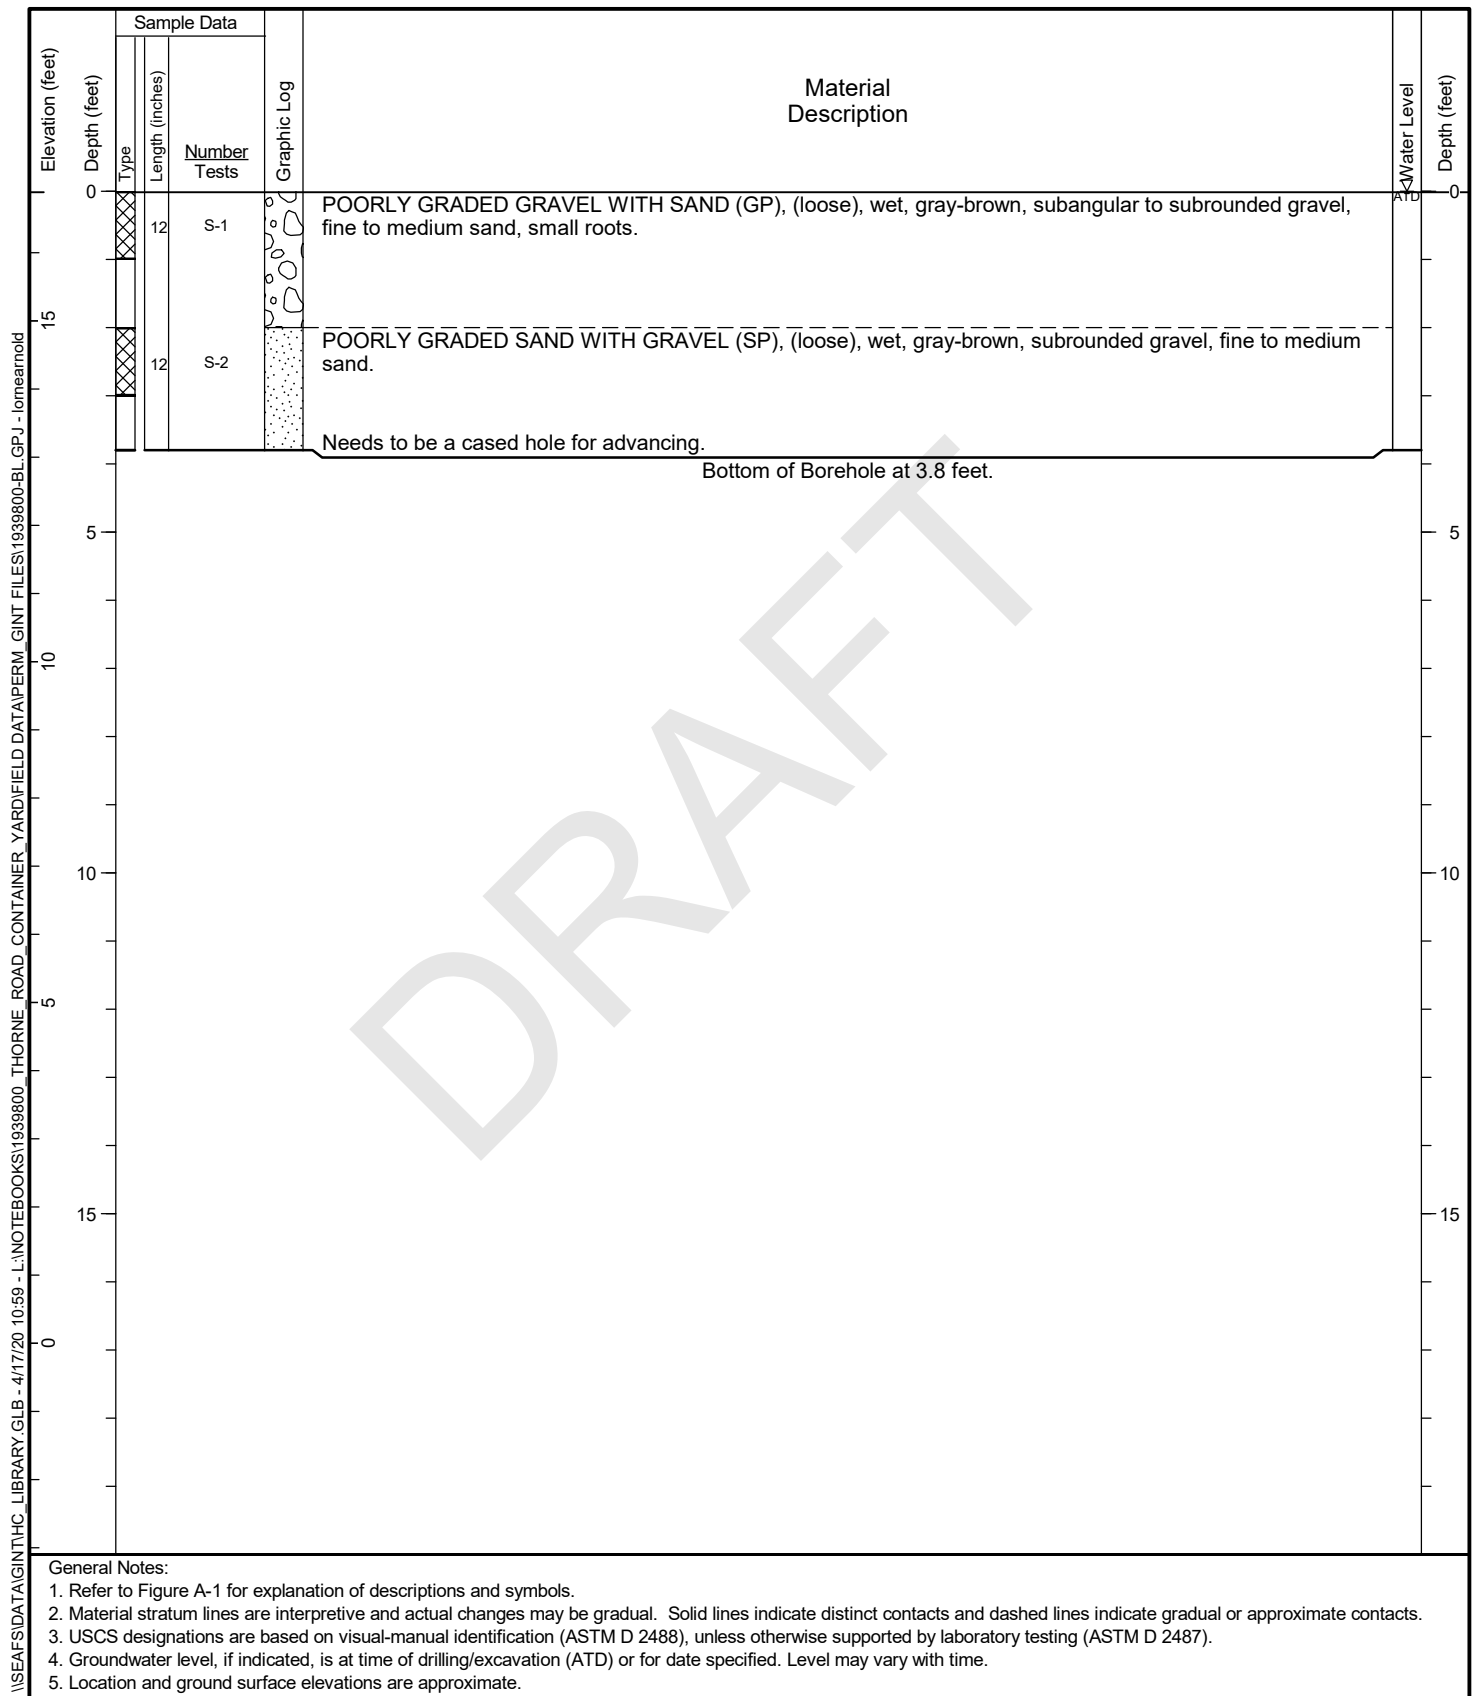 Sample Data
Elevation (feet)
Depth (feet)
Type
Length (inches)
Number
Tests
Graphic Log
Material
Description
Water Level
Depth (feet)
0
ATD
0
12
S-1
POORLY GRADED GRAVEL WITH SAND (GP), (loose), wet, gray-brown, subangular to subrounded gravel,
fine to medium sand, small roots.
15
12
S-2
POORLY GRADED SAND WITH GRAVEL (SP), (loose), wet, gray-brown, subrounded gravel, fine to medium
sand.
Needs to be a cased hole for advancing.
Bottom of Borehole at 3.8 feet.
5
5
10
10
10
5
15
15
0
DRAFT
\\SEAFS\DATA\GINT\HC_LIBRARY.GLB - 4/17/20 10:59 - L:\NOTEBOOKS\1939800_THORNE_ROAD_CONTAINER_YARD\FIELD DATA\PERM_GINT FILES\1939800-BL.GPJ - lornearnold
General Notes:
1. Refer to Figure A-1 for explanation of descriptions and symbols.
2. Material stratum lines are interpretive and actual changes may be gradual. Solid lines indicate distinct contacts and dashed lines indicate gradual or approximate contacts.
3. USCS designations are based on visual-manual identification (ASTM D 2488), unless otherwise supported by laboratory testing (ASTM D 2487).
4. Groundwater level, if indicated, is at time of drilling/excavation (ATD) or for date specified. Level may vary with time.
5. Location and ground surface elevations are approximate.